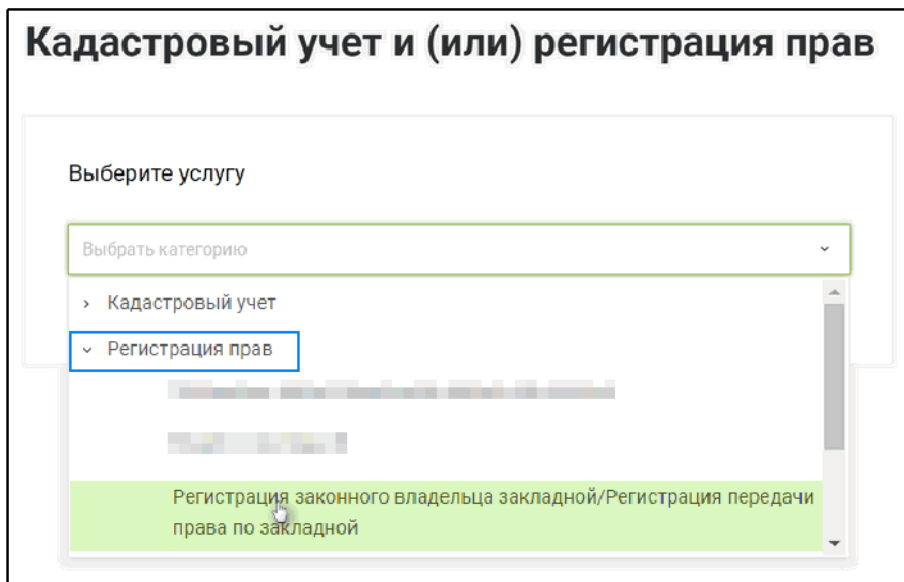 Кадастровый учет и (или) регистрация прав
Выберите услугу
Выбрать категорию
Кадастровый учет
Регистрация прав
Регистрация законного владельца закладной/Регистрация передачи
права по закладной